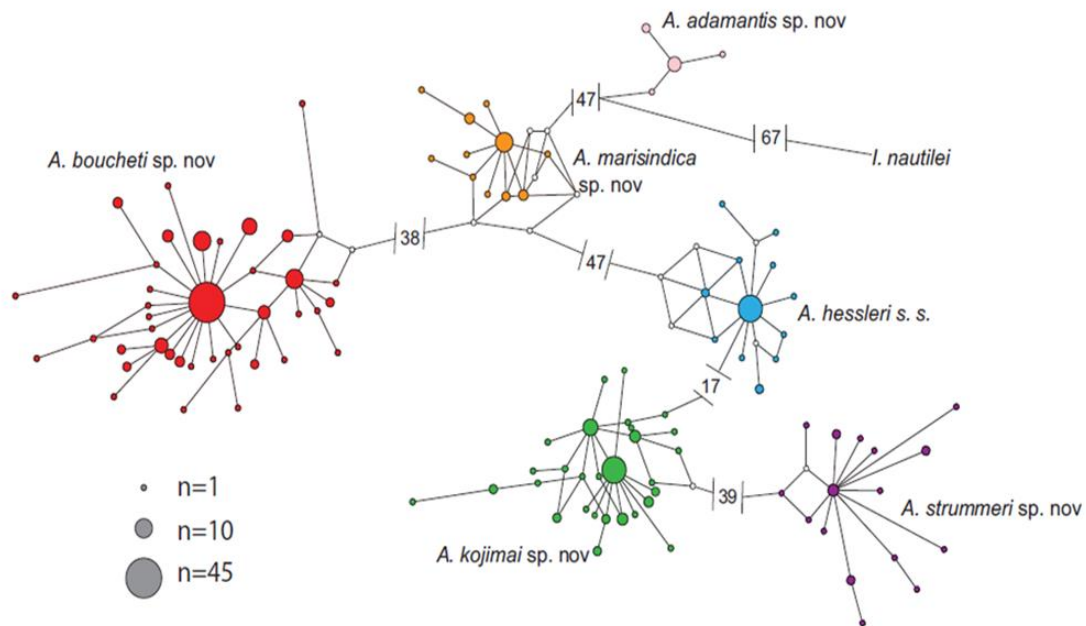 A. adamantis sp. nov
47
67
I. nautilei
A. boucheti sp. nov
A. marisindica
sp. nov
38
47
A. hessleri s. s.
17
39
A. strummeri sp. nov
A. kojimai sp. nov
n=1
n=10
n=45